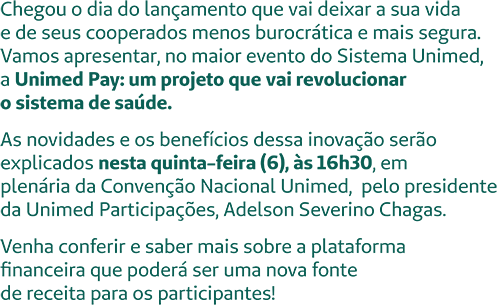 Chegou o dia do lançamento que vai deixar a sua vida
e de seus cooperados menos burocrática e mais segura.
Vamos apresentar, no maior evento do Sistema Unimed,
a Unimed Pay: um projeto que vai revolucionar
o sistema de saúde.
As novidades e os benefícios dessa inovação serão
explicados nesta quinta-feira (6), às 16h30, em
plenária da Convenção Nacional Unimed, pelo presidente
da Unimed Participações, Adelson Severino Chagas.
Venha conferir e saber mais sobre a plataforma
financeira que poderá ser uma nova fonte
de receita para os participantes!